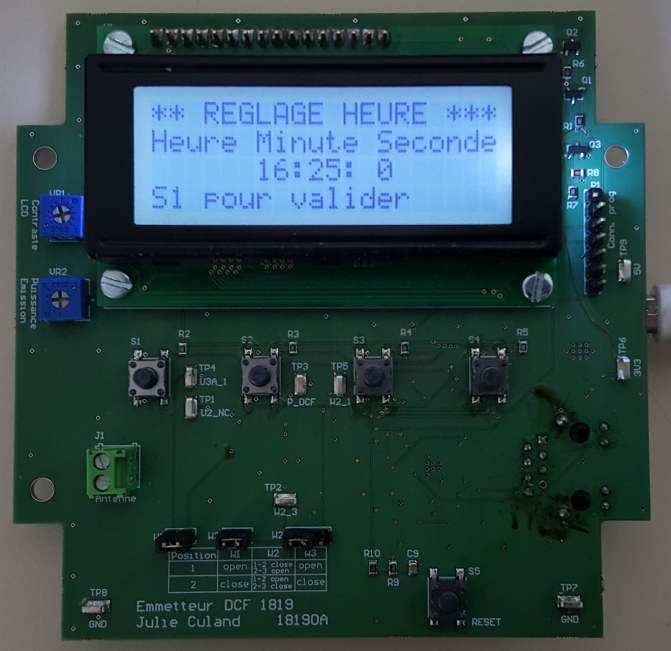 Q2
R6
Q1
** REGLAGE HEURE ***
Heure Minute Seconde
16:25: 0
S1 pour valider
R1
Q3
R8
P1
R7
Conn. prog
VR1
Contraste
LCD
TP9
5V
VR2
Puissance
Emission
TP6
3V3
S1
R2
S2
R3
S3
R4
S4
R5
TP4
U3A_1
TP3
P_DCF
TP5
W2_1
TP1
U2_NC
J1
Antenne
TP2
W2_3
W2
Position W1 W2 W3
1 open 1-2 close 2-3 open open
2 close 1-2 open 2-3 close close
R10
R9
C9
S5
RESET
TP8
GND
TP7
GND
Emmetteur DCF 1819
Julie Culand 18190A